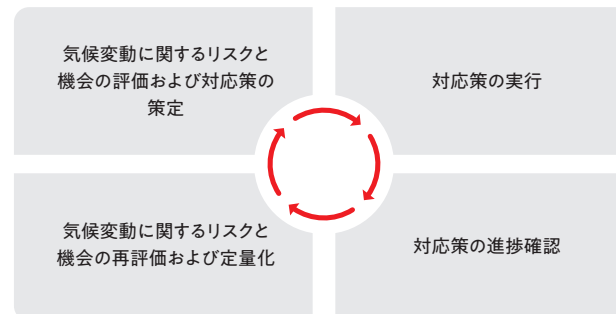 気候変動に関するリスクと
機会の評価および対応策の
策定
対応策の実行
気候変動に関するリスクと
機会の再評価および定量化
対応策の進捗確認